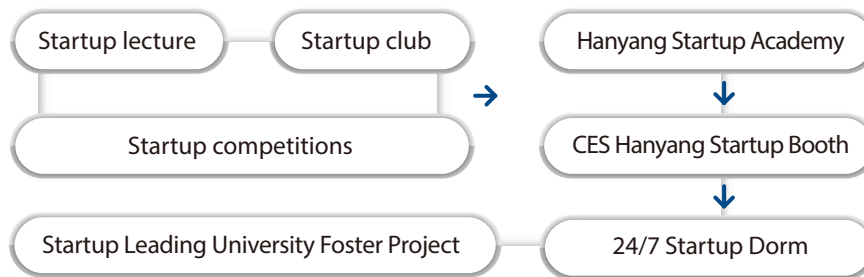 Startup lecture
Startup club
Startup competitions
Hanyang Startup Academy
CES Hanyang Startup Booth
24/7 Startup Dorm
Startup Leading University Foster Project